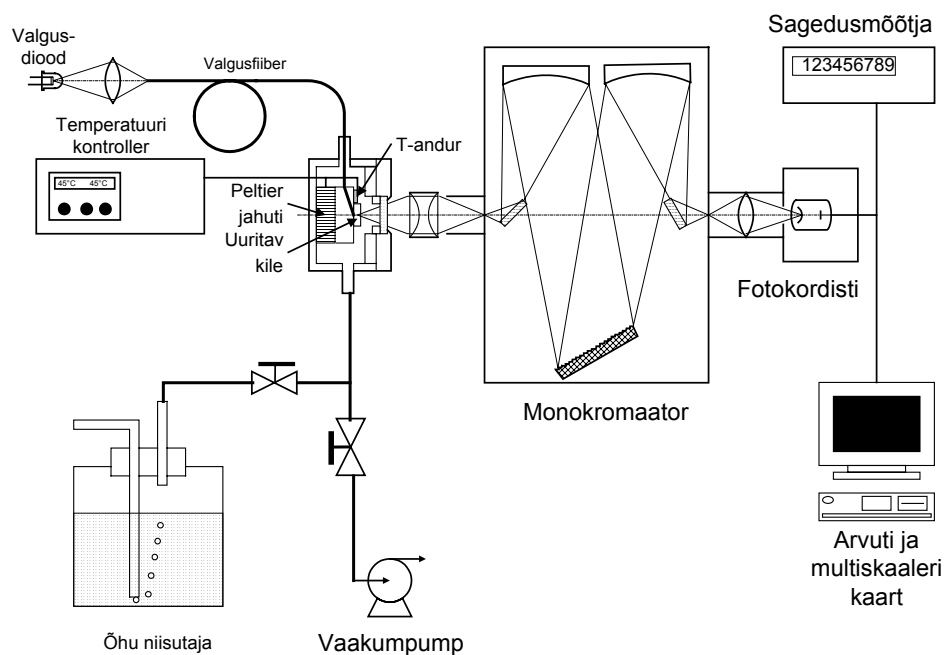 Valgus-
diood
Valgusfiiber
Sagedusmõõtja
123456789
Temperatuuri
kontroller
45°C 45°C
T-andur
Peltier
jahuti
Uuritav
kile
Fotokordisti
Monokromaator
Arvuti ja
multiskaaleri
kaart
Õhu niisutaja
Vaakumpump